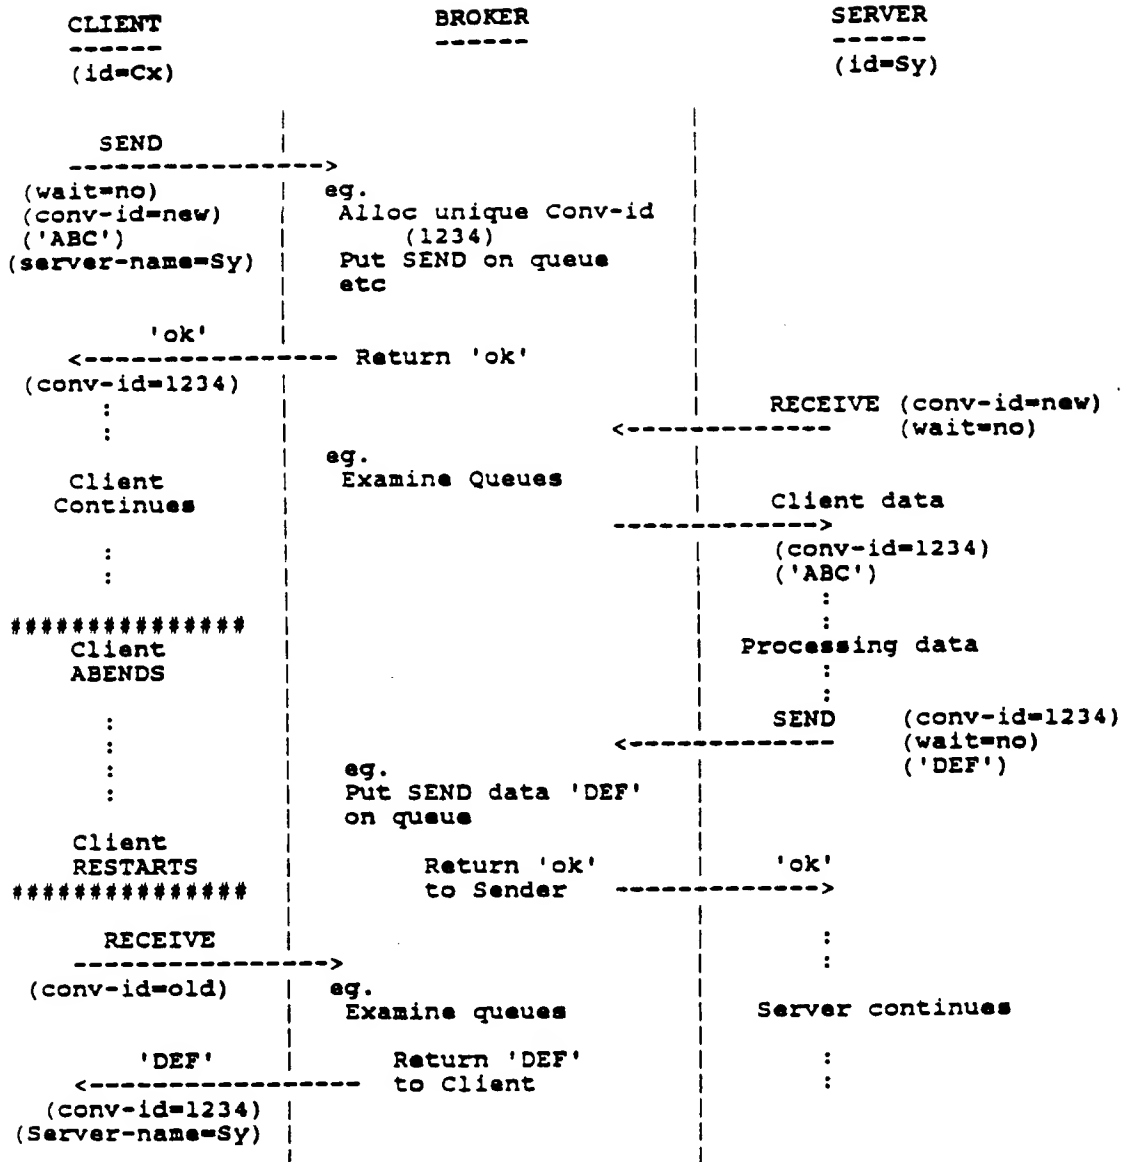 CLIENT BROKER SERVER
------ ------ ------
(id=Cx) (id=Sy)
SEND
---------------->
(wait=no) eg.
(conv-id=new) Alloc unique Conv-id
('ABC') (1234)
(server-name=Sy) Put SEND on queue
etc
'ok'
<---------------- Return 'ok'
(conv-id=1234)
: RECEIVE (conv-id=new)
: <------------- (wait=no)
eg.
Client Examine Queues
Continues Client data
------------->
: (conv-id=1234)
: ('ABC')
:
############### :
Client Processing data
ABENDS :
:
: SEND (conv-id=1234)
: <------------- (wait=no)
: eg. ('DEF')
: Put SEND data 'DEF'
on queue
Client
RESTARTS Return 'ok' 'ok'
############### to Sender ------------->
RECEIVE :
----------------> :
(conv-id=old) eg.
Examine queues Server continues
'DEF' Return 'DEF' :
<------------------ to Client :
(conv-id=1234)
(Server-name=Sy)